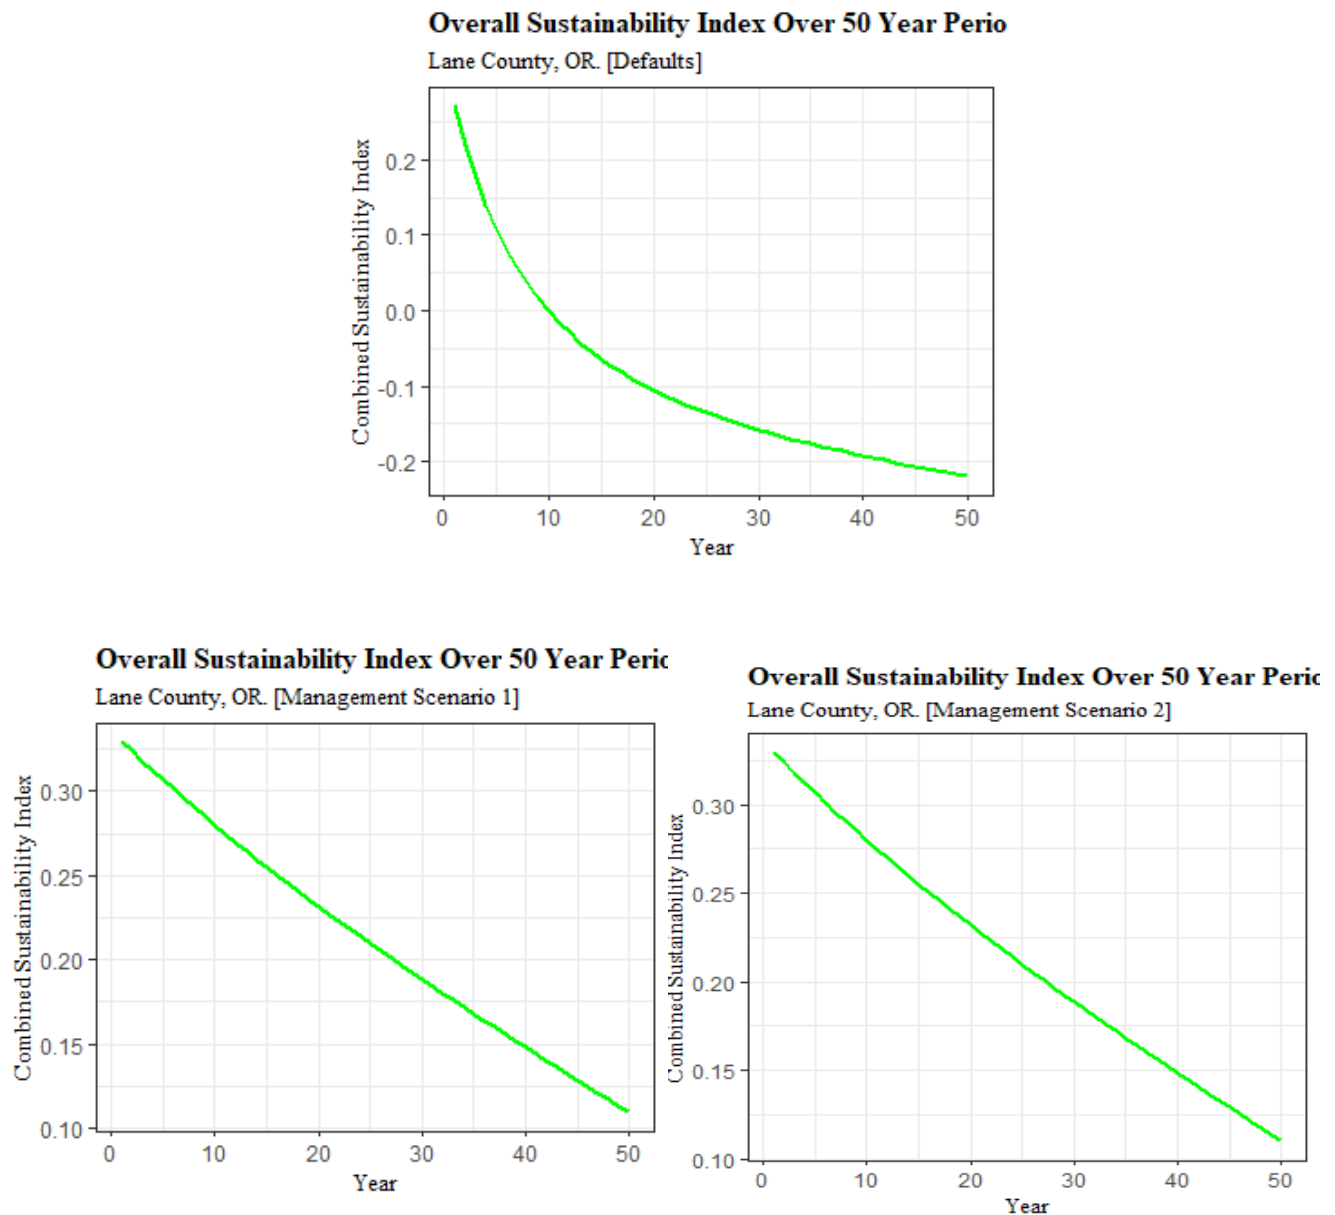 Overall Sustainability Index Over 50 Year Perio
Lane County, OR. [Defaults]
Combined Sustainability Index
0.2
0.1
0.0
-0.1
-0.2
0 10 20 30 40 50
Year
Overall Sustainability Index Over 50 Year Peric
Lane County, OR. [Management Scenario 1]
Combined Sustainability Index
0.30
0.25
0.20
0.15
0.10
0 10 20 30 40 50
Year
Overall Sustainability Index Over 50 Year Peric
Lane County, OR. [Management Scenario 2]
Combined Sustainability Index
0.30
0.25
0.20
0.15
0.10
0 10 20 30 40 50
Year